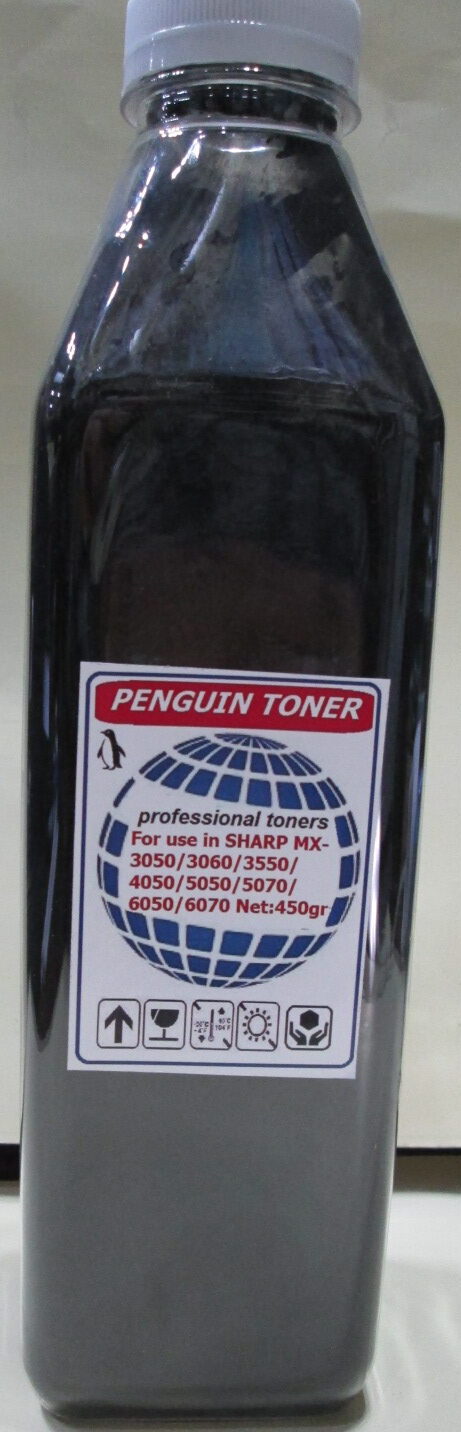 PENGUIN TONER
professional toners
For use in SHARP MX-
3050/3060/3550/
4050/5050/5070/
6050/6070 Net:450gr